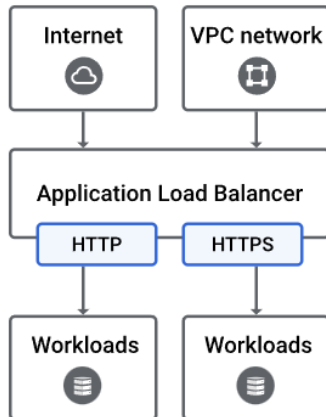 Internet
VPC network
Application Load Balancer
HTTP
HTTPS
Workloads
Workloads